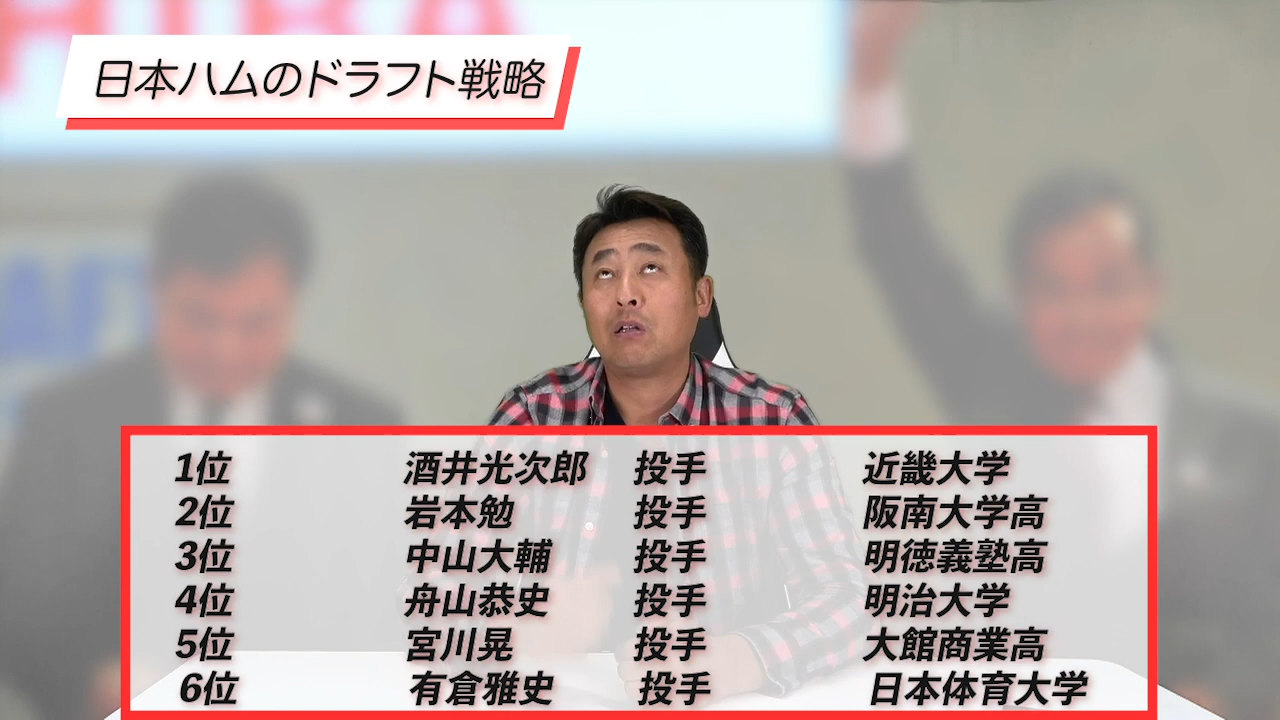 日本ハムのドラフト戦略
1位 酒井光次郎 投手 近畿大学
2位 岩本勉 投手 阪南大学高
3位 中山大輔 投手 明徳義塾高
4位 舟山恭史 投手 明治大学
5位 宮川晃 投手 大館商業高
6位 有倉雅史 投手 日本体育大学